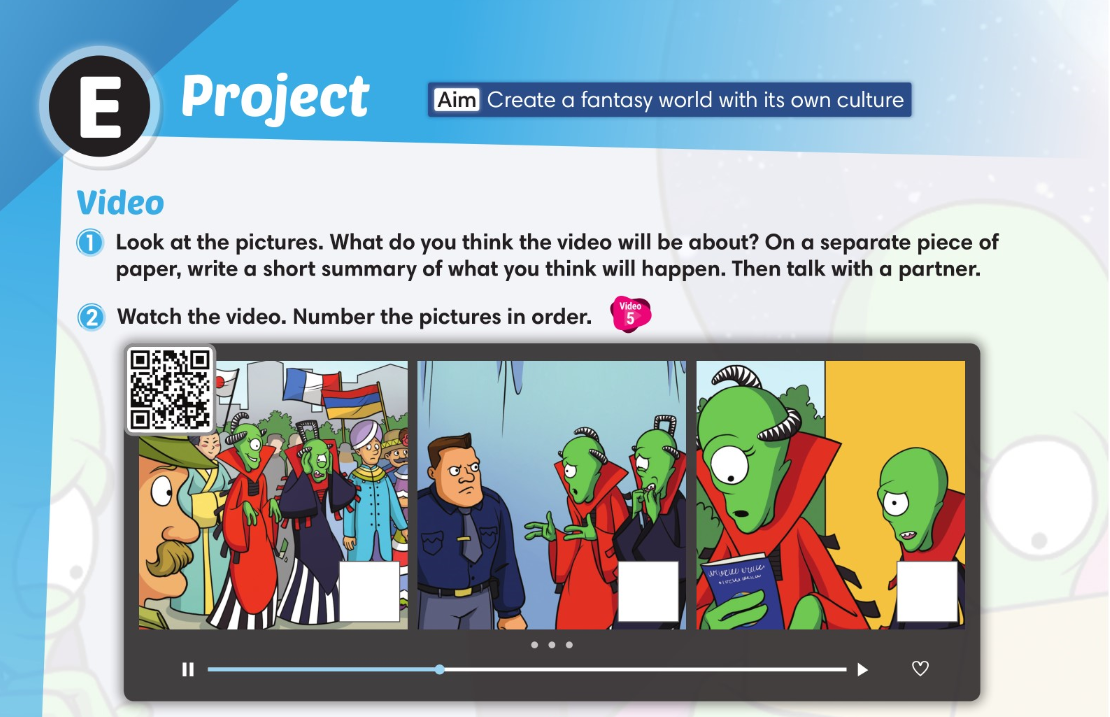 E
Project
Aim Create a fantasy world with its own culture
Video
1 Look at the pictures. What do you think the video will be about? On a separate piece of
paper, write a short summary of what you think will happen. Then talk with a partner.
2 Watch the video. Number the pictures in order.
Video
5